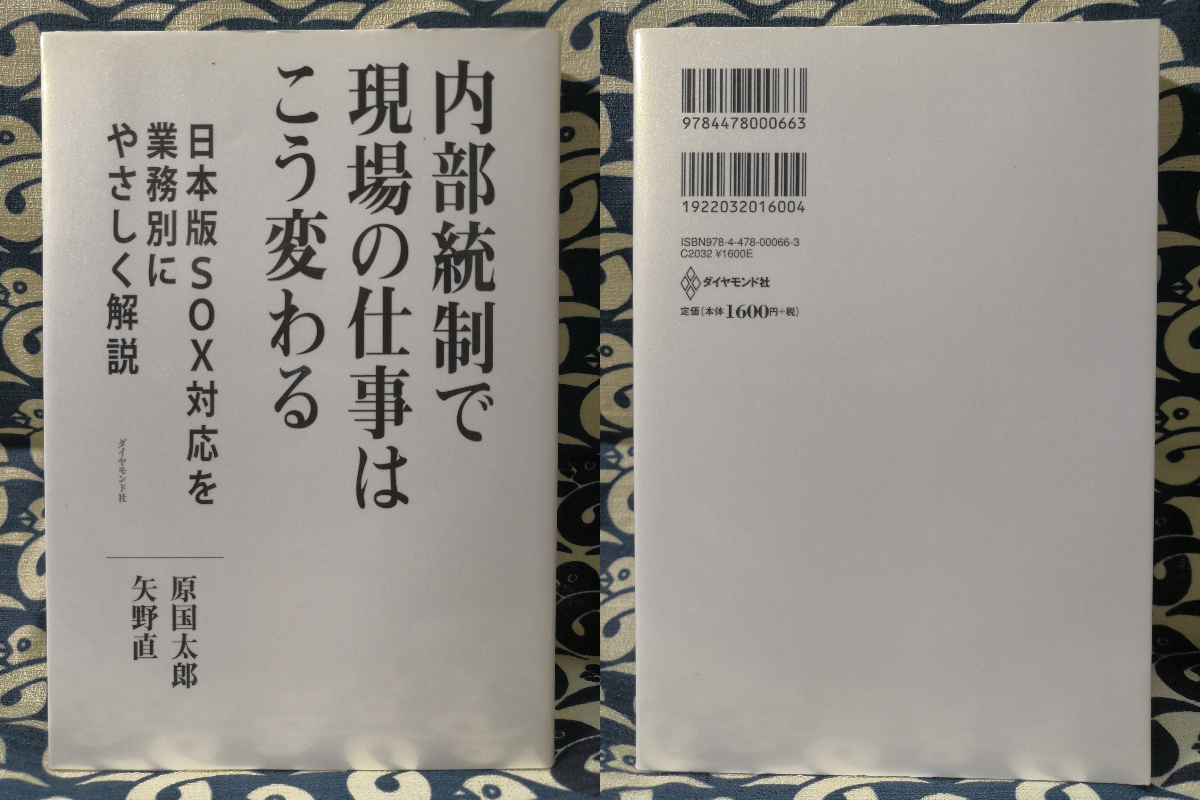 内部統制で
現場の仕事は
こう変わる
日本版SOX対応を
業務別に
やさしく解説
ダイヤモンド社
原国太郎
矢野直
9784478000663
1922032016004
ISBN978-4-478-00066-3
C2032 ¥1600E
ダイヤモンド社
定価(本体1600円+税)